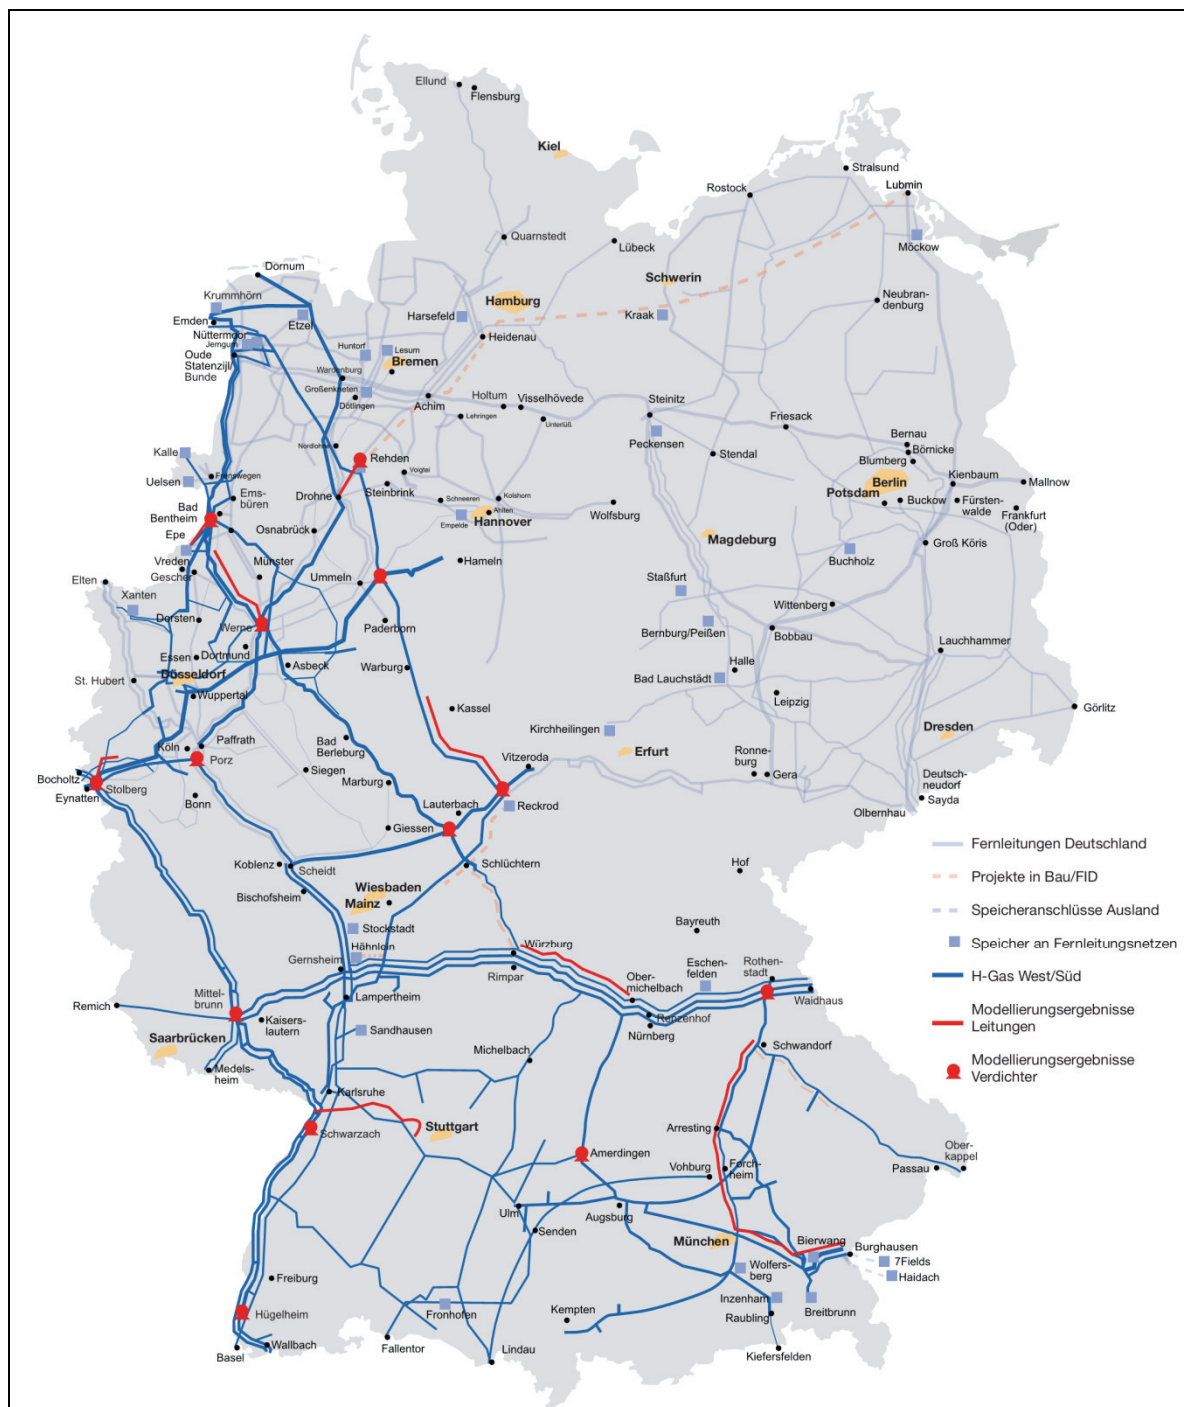 Ellund
Flensburg
Kiel
Stralsund
Rostock
Lubmin
Quarnstedt
Lübeck
Möckow
Dornum
Schwerin
Krummhörn
Hamburg
Neubran-
denburg
Emden
Etzel
Harsefeld
Kraak
Nüttermoor
Jemgum
Heidenau
Oude
Statenzijl/
Bunde
Huntorf
Lesum
Bremen
Wardenburg
Großenkneten
Dötlingen
Achim
Holtum
Visselhövede
Steinitz
Lehringen
Unterlüß
Friesack
Peckensen
Bernau
Börnicke
Blumberg
Kalle
Nordlohne
Rehden
Voigtei
Stendal
Kienbaum
Mallnow
Uelsen
Frenswegen
Berlin
Potsdam
Buckow
Fürsten-
walde
Ems-
büren
Drohne
Steinbrink
Schneeren
Kolshorn
Ahlten
Wolfsburg
Frankfurt
(Oder)
Bad
Bentheim
Osnabrück
Empelde
Hannover
Magdeburg
Epe
Groß Köris
Buchholz
Vreden
Gescher
Münster
Ummeln
Hameln
Elten
Xanten
Staßfurt
Wittenberg
Dorsten
Werne
Paderborn
Bernburg/Peißen
Bobbau
Lauchhammer
Essen
Dortmund
Asbeck
Warburg
Halle
Düsseldorf
St. Hubert
Bad Lauchstädt
Wuppertal
Leipzig
Kassel
Görlitz
Kirchheilingen
Dresden
Köln
Paffrath
Bad
Berleburg
Erfurt
Ronne-
burg
Gera
Vitzeroda
Porz
Siegen
Marburg
Bocholtz
Stolberg
Eynatten
Bonn
Deutsch-
neudorf
Sayda
Olbernhau
Lauterbach
Reckrod
Giessen
Koblenz
Scheidt
Schlüchtern
Hof
Bischofsheim
Wiesbaden
Mainz
Stockstadt
Bayreuth
Hähnlein
Würzburg
Gernsheim
Rimpar
Ober-
michelbach
Eschen-
felden
Rothen-
stadt
Waidhaus
Mittel-
brunn
Remich
Lampertheim
Kaisers-
lautern
Sandhausen
Renzenhof
Nürnberg
Saarbrücken
Medels-
heim
Michelbach
Schwandorf
Karlsruhe
Schwarzach
Stuttgart
Arresting
Ober-
kappel
Amerdingen
Passau
Vohburg
Forch-
heim
Ulm
Senden
Augsburg
München
Bierwang
Burghausen
7Fields
Haidach
Wolfers-
berg
Freiburg
Inzenham
Breitbrunn
Hügelheim
Fronhofen
Kempten
Raubling
Wallbach
Basel
Fallentor
Lindau
Kiefersfelden
Fernleitungen Deutschland
Projekte in Bau/FID
Speicheranschlüsse Ausland
Speicher an Fernleitungsnetzen
H-Gas West/Süd
Modellierungsergebnisse
Leitungen
Modellierungsergebnisse
Verdichter